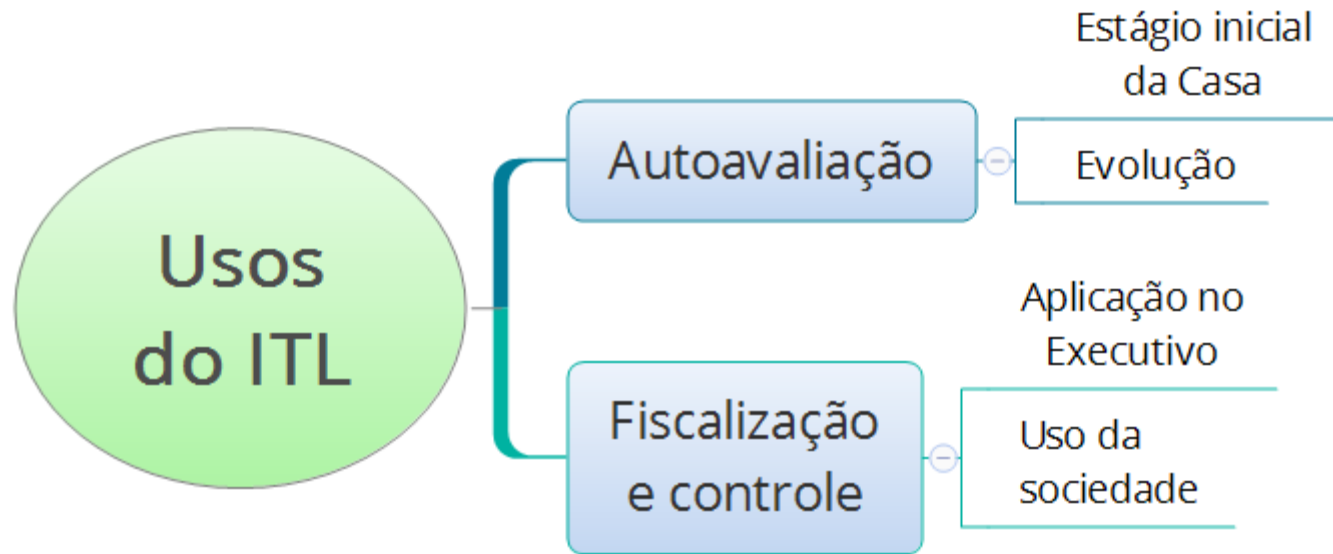 Usos
do ITL
Autoavaliação
Estágio inicial
da Casa
Evolução
Fiscalização
e controle
Aplicação no
Executivo
Uso da
sociedade